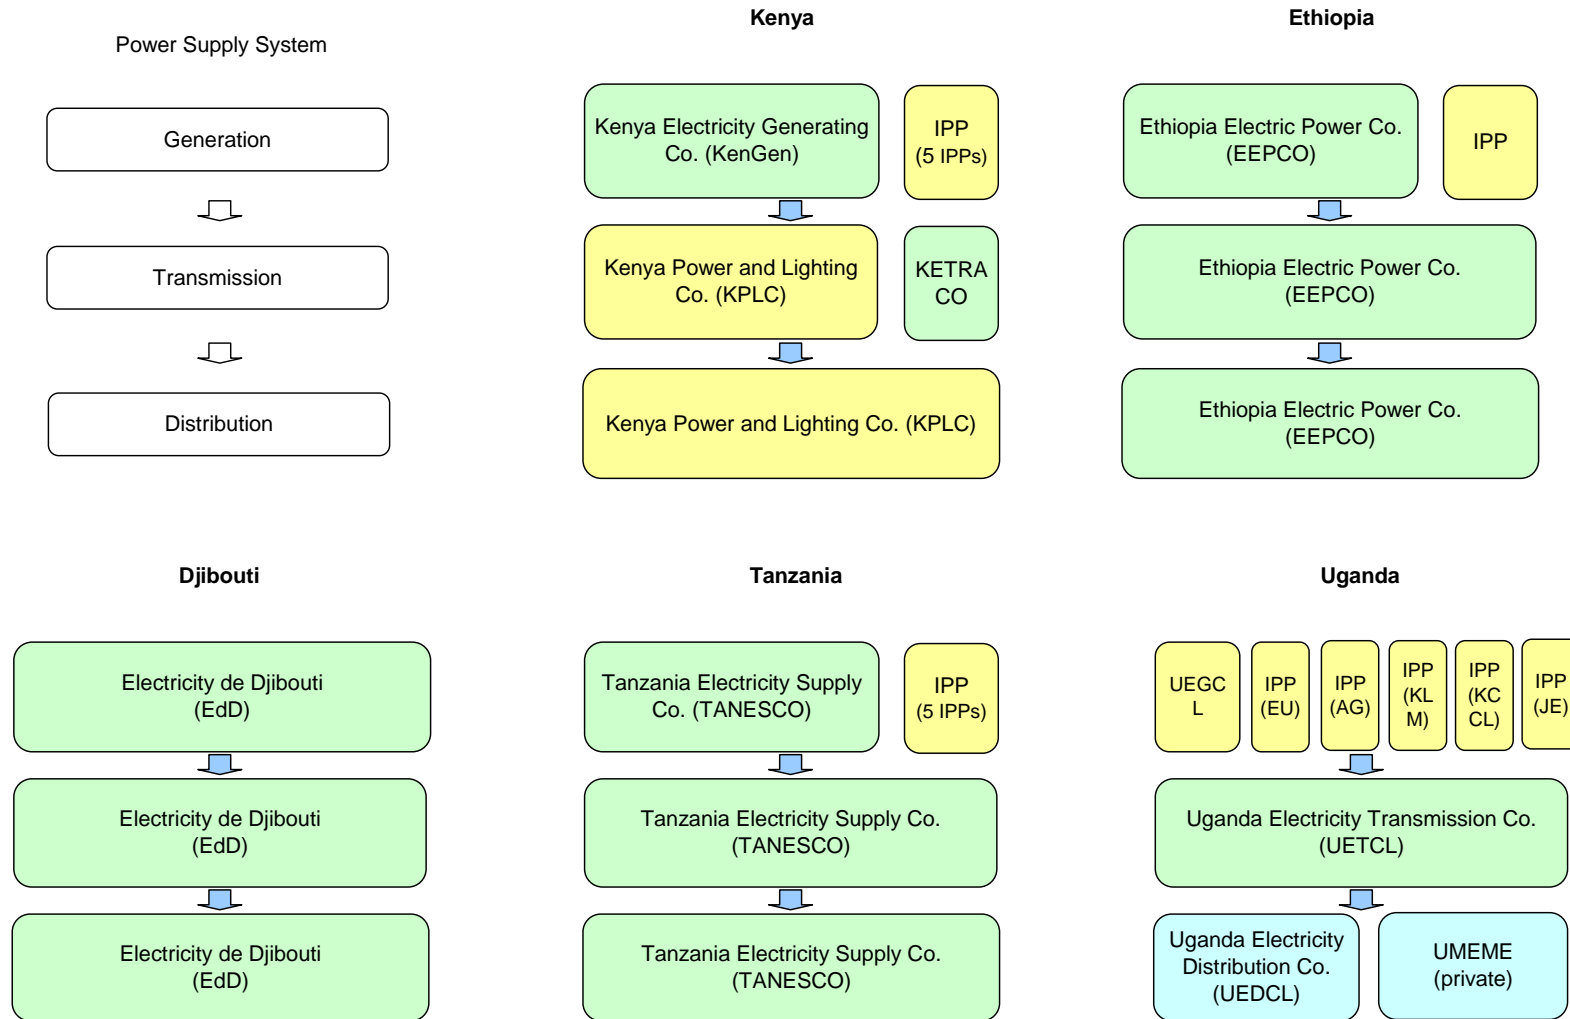 Power Supply System
Generation
Transmission
Distribution
Kenya
Kenya Electricity Generating
Co. (KenGen)
IPP
(5 IPPs)
Kenya Power and Lighting
Co. (KPLC)
KETRA
CO
Kenya Power and Lighting Co. (KPLC)
Ethiopia
Ethiopia Electric Power Co.
(EEPCO)
IPP
Ethiopia Electric Power Co.
(EEPCO)
Ethiopia Electric Power Co.
(EEPCO)
Djibouti
Electricity de Djibouti
(EdD)
Electricity de Djibouti
(EdD)
Electricity de Djibouti
(EdD)
Tanzania
Tanzania Electricity Supply
Co. (TANESCO)
IPP
(5 IPPs)
Tanzania Electricity Supply Co.
(TANESCO)
Tanzania Electricity Supply Co.
(TANESCO)
Uganda
UEGC
L
IPP
(EU)
IPP
(AG)
IPP
(KL
M)
IPP
(KC
CL)
IPP
(JE)
Uganda Electricity Transmission Co.
(UETCL)
Uganda Electricity
Distribution Co.
(UEDCL)
UMEME
(private)